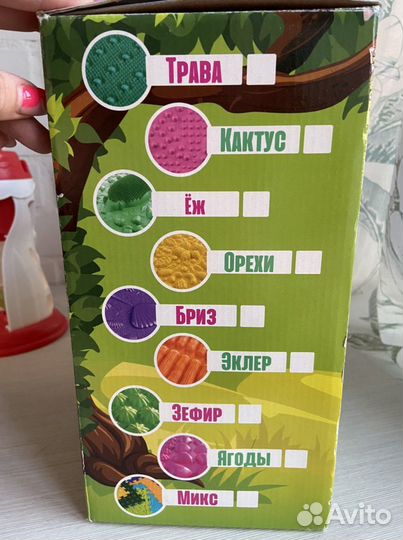 Трава
Кактус
Ёж
Орехи
Бриз
Эклер
Зефир
Ягоды
Микс
Avito